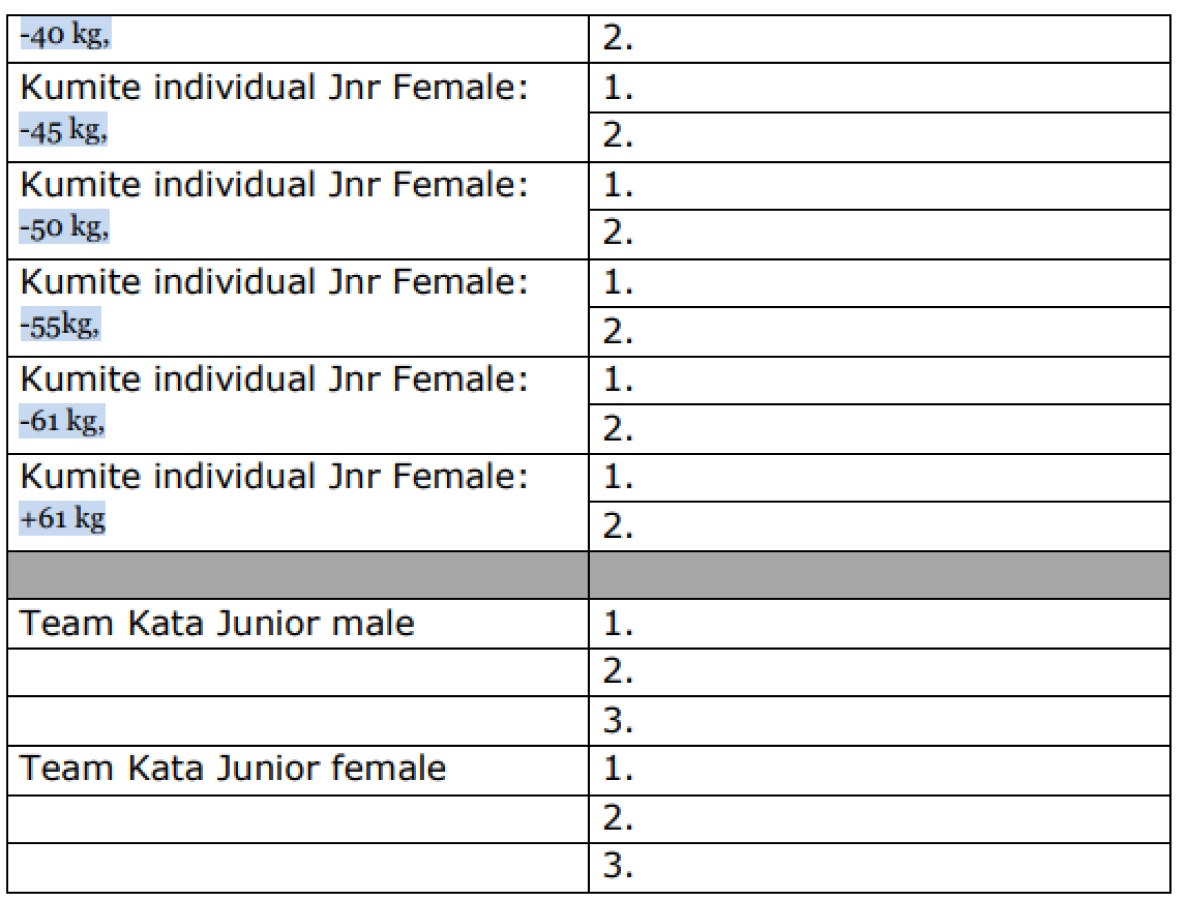 -40 kg, 2.
Kumite individual Jnr Female: 1.
-45 kg, 2.
Kumite individual Jnr Female: 1.
-50 kg, 2.
Kumite individual Jnr Female: 1.
-55kg, 2.
Kumite individual Jnr Female: 1.
-61 kg, 2.
Kumite individual Jnr Female: 1.
+61 kg 2.
Team Kata Junior male 1.
2.
3.
Team Kata Junior female 1.
2.
3.